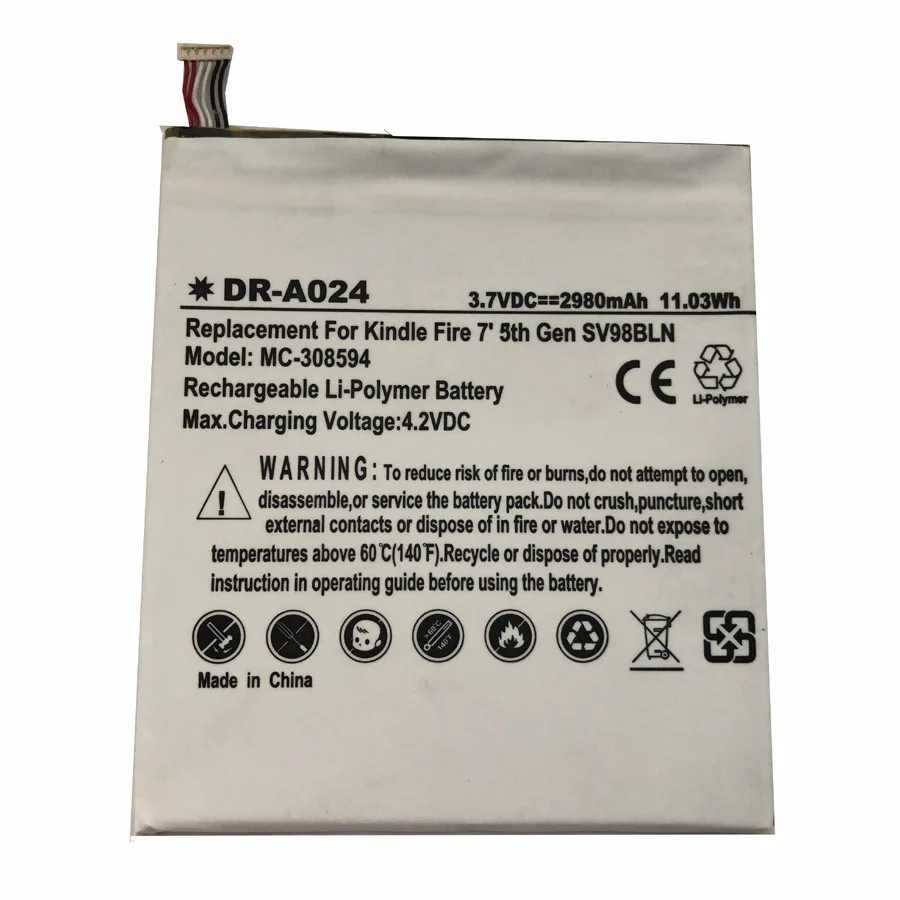 DR-A024
3.7VDC==2980mAh 11.03Wh
Replacement For Kindle Fire 7' 5th Gen SV98BLN
Model: MC-308594
Rechargeable Li-Polymer Battery
Max.Charging Voltage:4.2VDC
CE
Li-Polymer
WARNING: To reduce risk of fire or burns,do not attempt to open,
disassemble,or service the battery pack.Do not crush,puncture,short
external contacts or dispose of in fire or water.Do not expose to
temperatures above 60℃(140℉).Recycle or dispose of properly.Read
instruction in operating guide before using the battery.
>60℃
140℉
Made in China